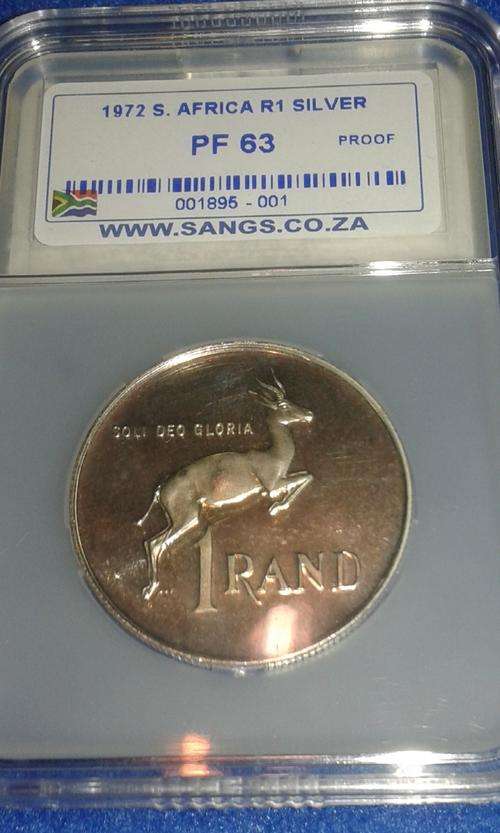 1972 S. AFRICA R1 SILVER
PF 63 PROOF
001895 - 001
WWW.SANGS.CO.ZA
SOLI DEO GLORIA
1 RAND